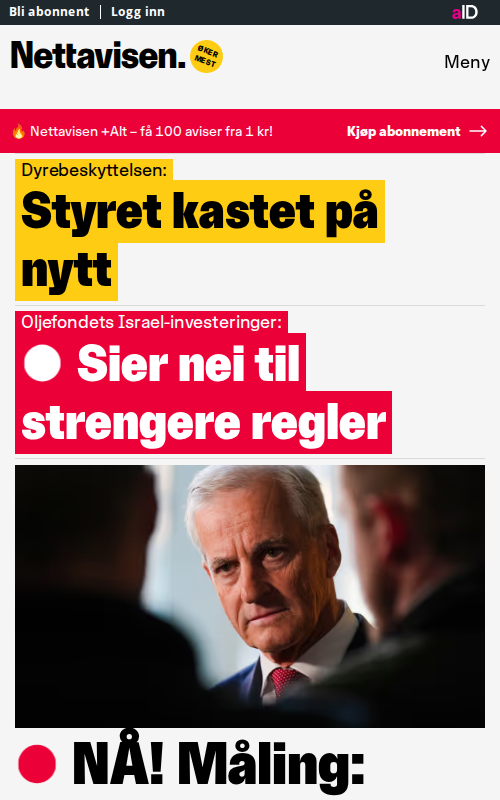 Bli abonnent | Logg inn
aID
Nettavisen.
ØKER
MEST
Meny
🔥 Nettavisen +Alt – få 100 aviser fra 1 kr!
Kjøp abonnement →
Dyrebeskyttelsen:
Styret kastet på
nytt
Oljefondets Israel-investeringer:
Sier nei til
strengere regler
NÅ! Måling: